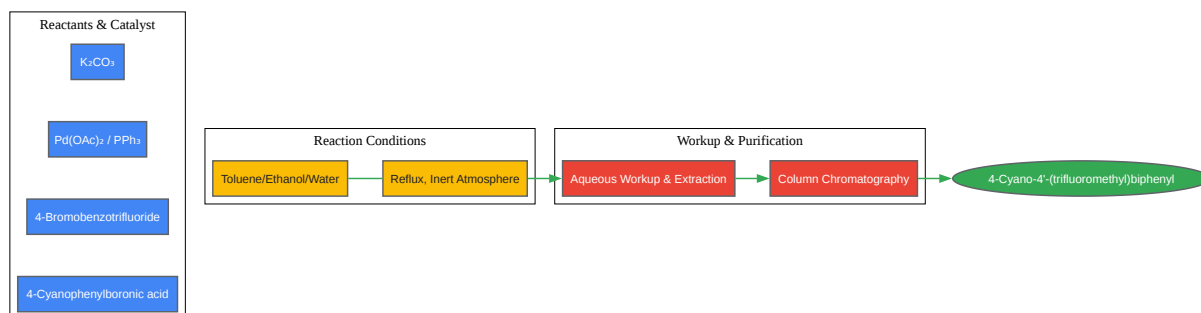 Reactants & Catalyst
K₂CO₃
Pd(OAc)₂ / PPh₃
4-Bromobenzotrifluoride
4-Cyanophenylboronic acid
Reaction Conditions
Toluene/Ethanol/Water
Reflux, Inert Atmosphere
Workup & Purification
Aqueous Workup & Extraction
Column Chromatography
4-Cyano-4'-(trifluoromethyl)biphenyl